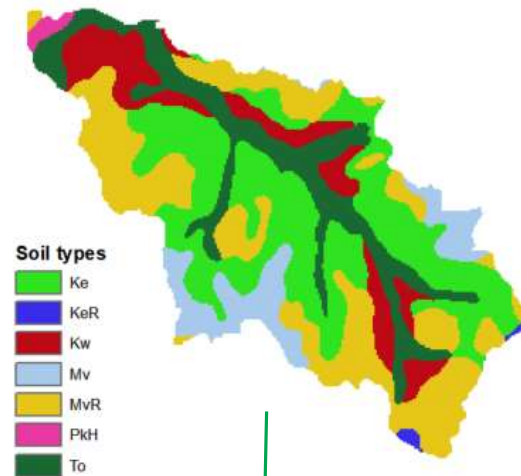 Soil types
Ke
KeR
Kw
Mv
MvR
PkH
To